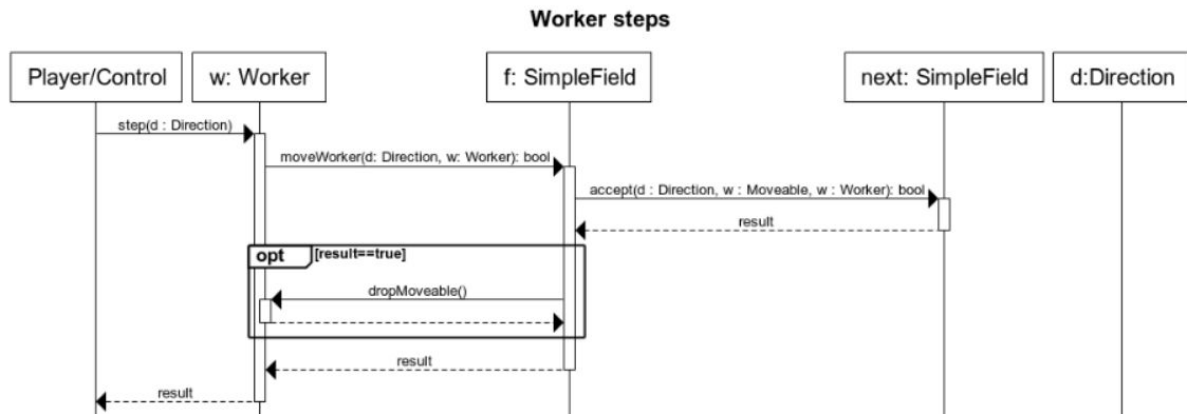 Worker steps
Player/Control
w: Worker
f: SimpleField
next: SimpleField
d:Direction
step(d : Direction)
moveWorker(d: Direction, w: Worker): bool
accept(d : Direction, w : Moveable, w : Worker): bool
result
opt
[result==true]
dropMoveable()
result
result